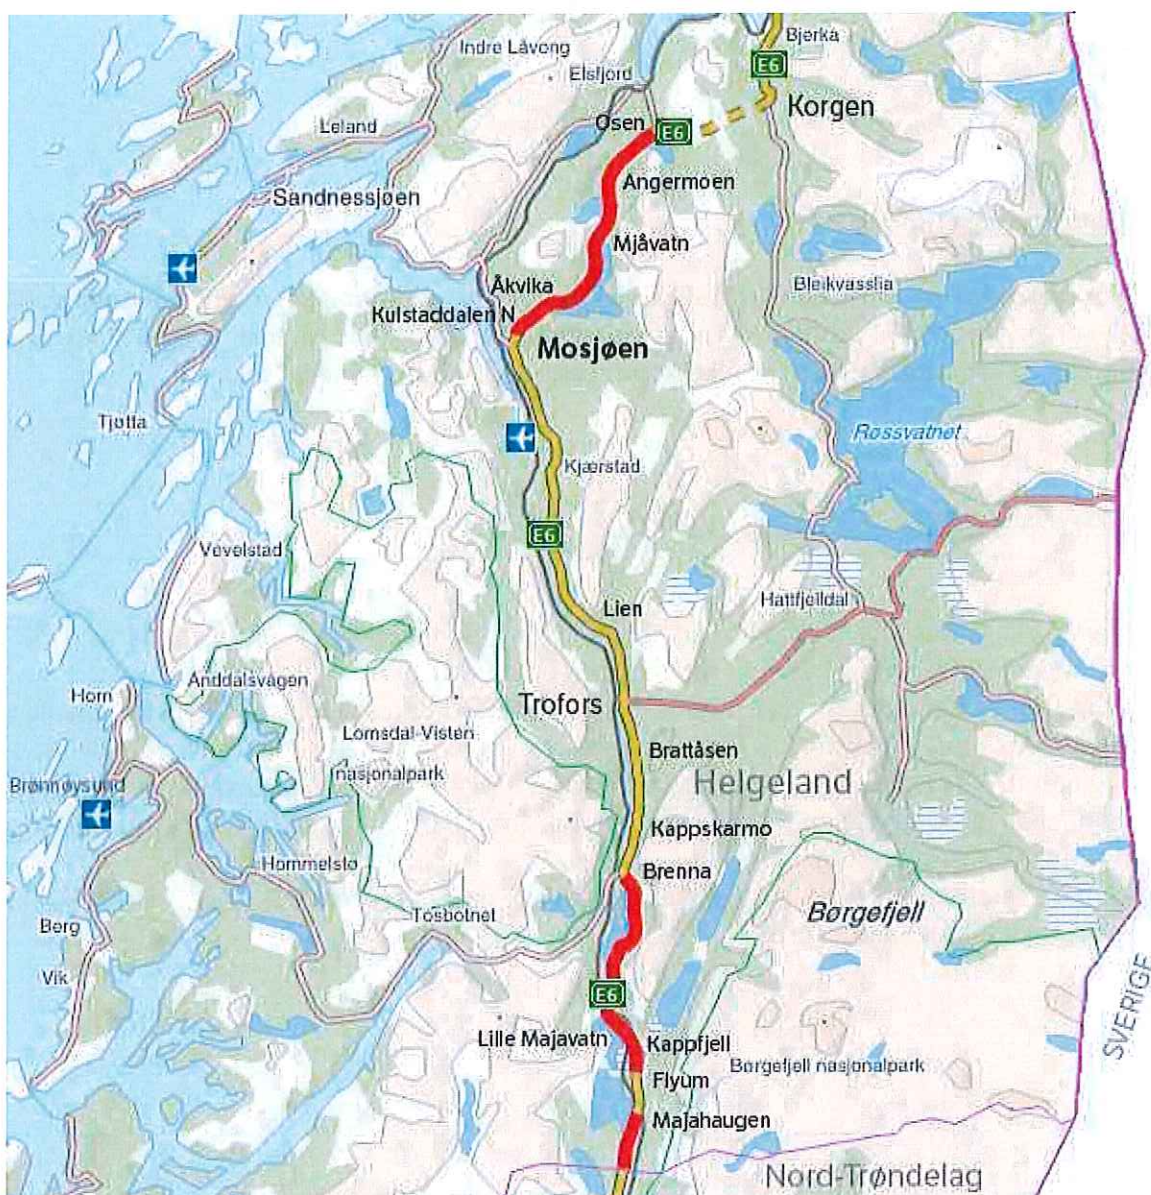 Indre Låvong
Bjerka
Elsfjord
E6
Korgen
Osen
E6
Leland
Angermoen
Sandnessjøen
Mjåvatn
Åkvika
Bleikvasslia
Kulstaddalen N
Mosjøen
Tjøtta
Røssvatnet
Kjærstad
E6
Vevelstad
Hattfjelldal
Lien
Anddalsvågen
Horn
Trofors
Lomsdal-Visten
nasjonalpark
Brattåsen
Helgeland
Brønnøysund
Kappskarmo
Hommelstø
Brenna
Børgefjell
Tosbotnet
Berg
Vik
E6
SVERIGE
Lille Majavatn
Kappfjell
Børgefjell nasjonalpark
Flyum
Majahaugen
Nord-Trøndelag